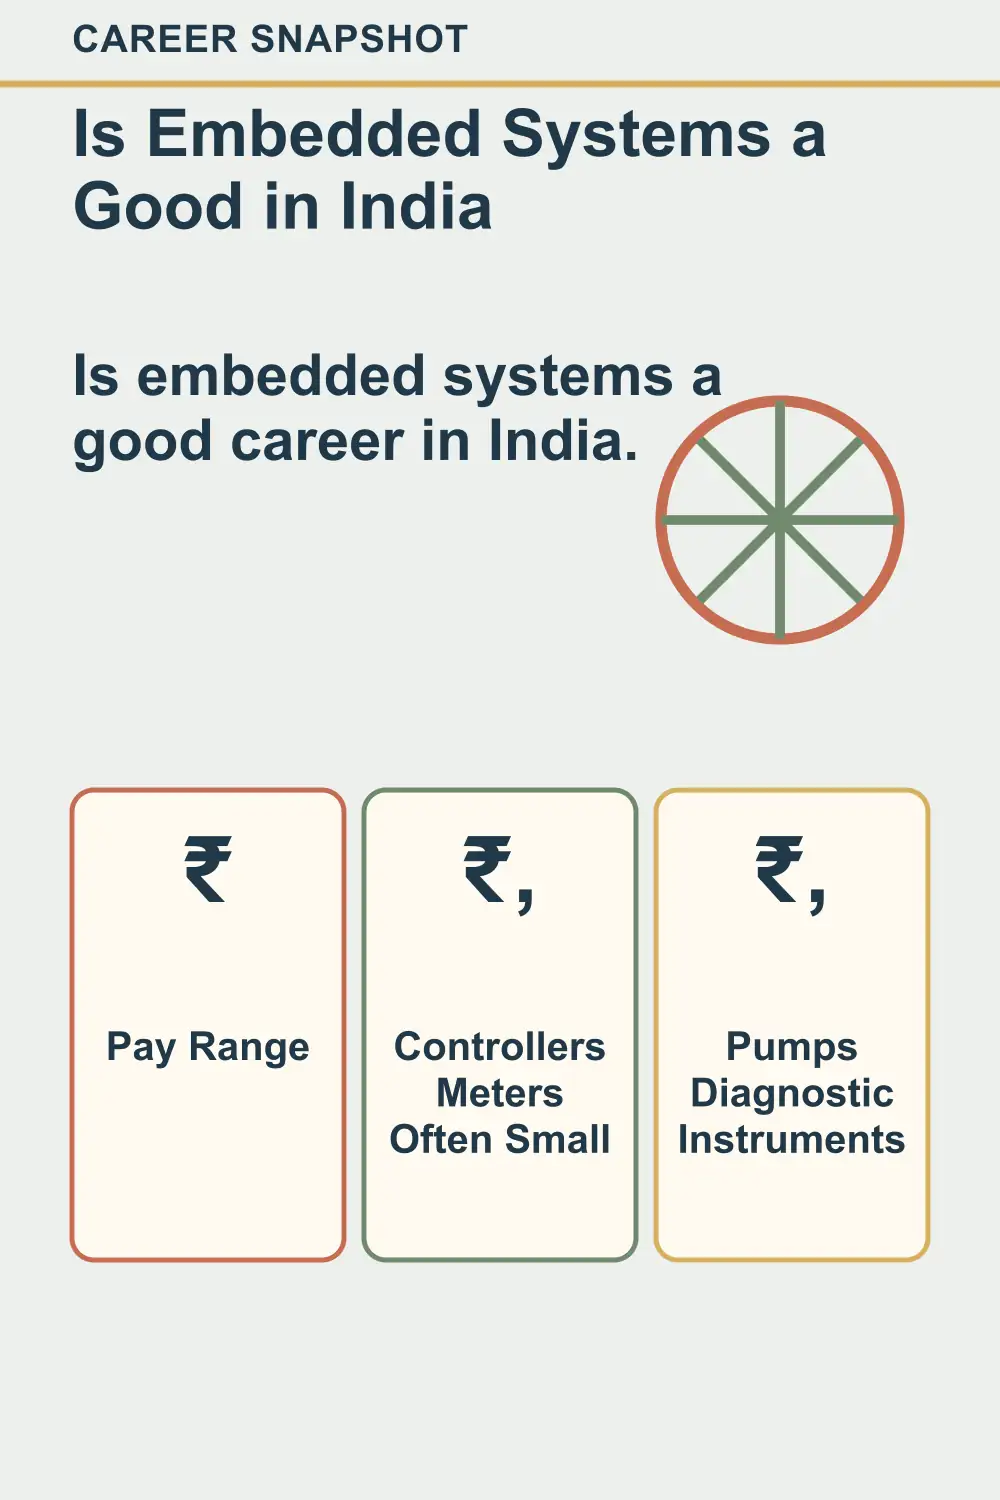 CAREER SNAPSHOT
Is Embedded Systems a
Good in India
Is embedded systems a
good career in India.
₹
Pay Range
₹,
Controllers
Meters
Often Small
₹,
Pumps
Diagnostic
Instruments